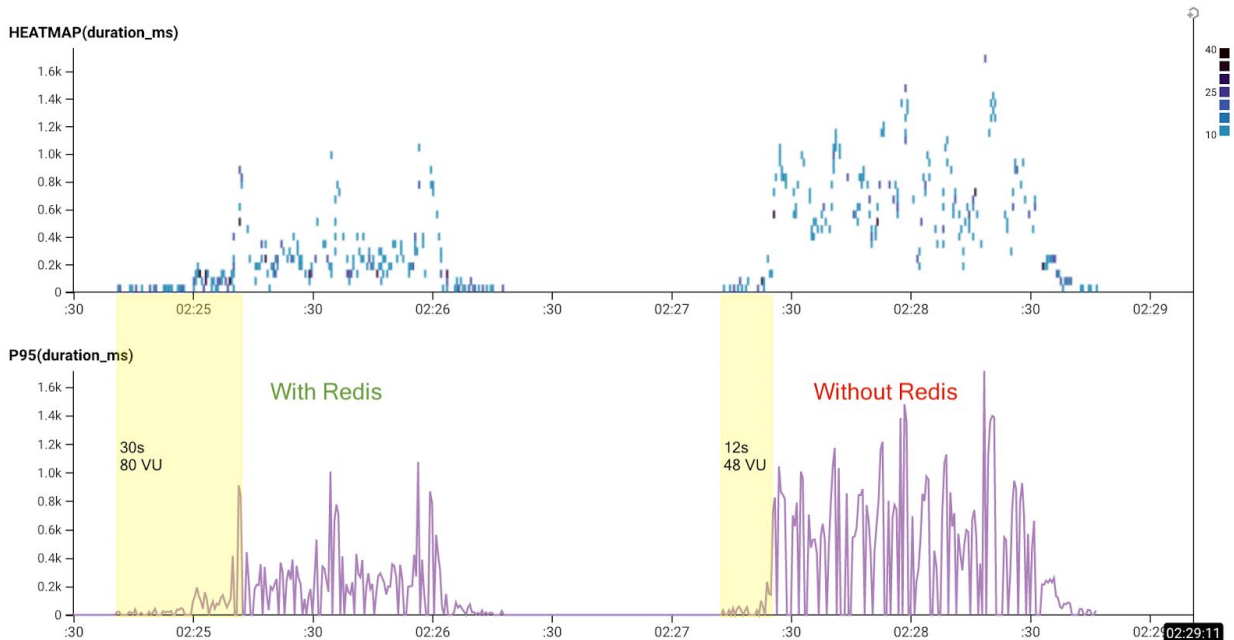 HEATMAP(duration_ms)
1.6k
1.4k
1.2k
1.0k
0.8k
0.6k
0.4k
0.2k
0
:30
02:25
:30
02:26
:30
02:27
:30
02:28
:30
02:29
40
25
10
P95(duration_ms)
1.6k
1.4k
1.2k
1.0k
0.8k
0.6k
0.4k
0.2k
0
With Redis
Without Redis
30s
80 VU
12s
48 VU
:30
02:25
:30
02:26
:30
02:27
:30
02:28
:30
02:29:11